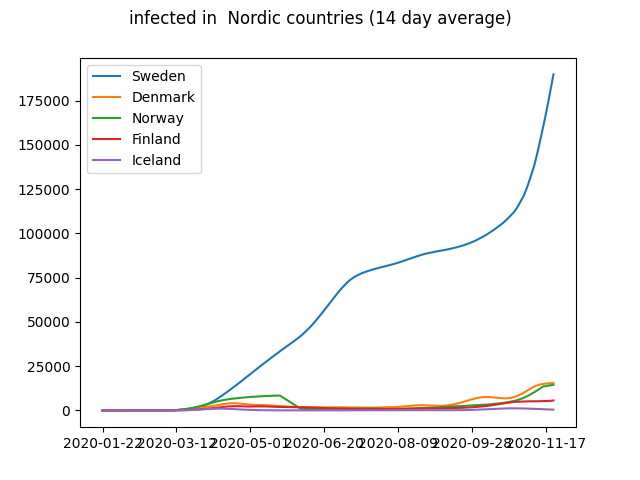 infected in  Nordic countries (14 day average)
Sweden
Denmark
Norway
Finland
Iceland
175000
150000
125000
100000
75000
50000
25000
0
2020-01-22 2020-03-12 2020-05-01 2020-06-20 2020-08-09 2020-09-28 2020-11-17